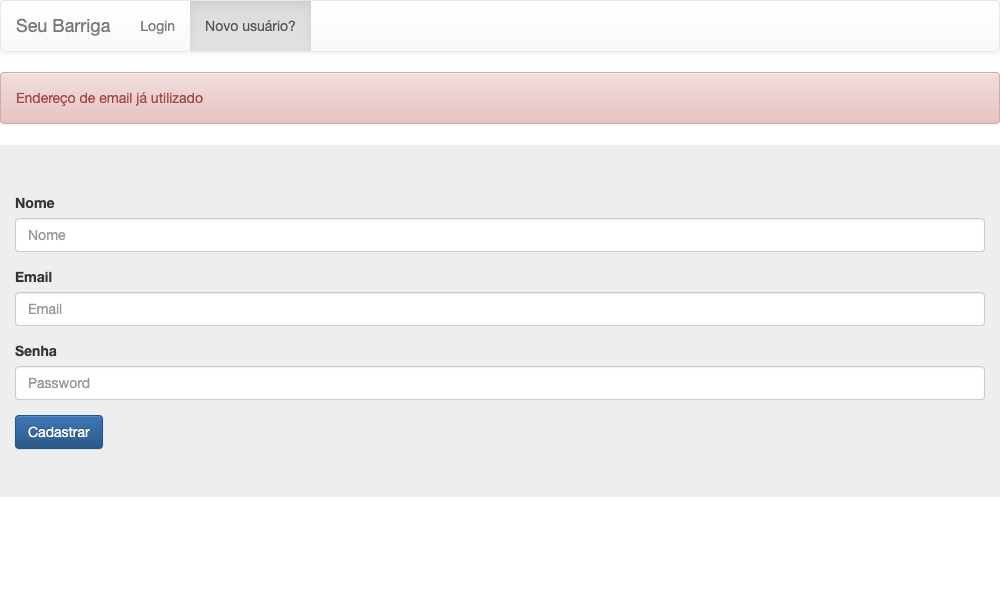 Seu Barriga Login Novo usuário?
Endereço de email já utilizado
Nome
Nome
Email
Email
Senha
Password
Cadastrar